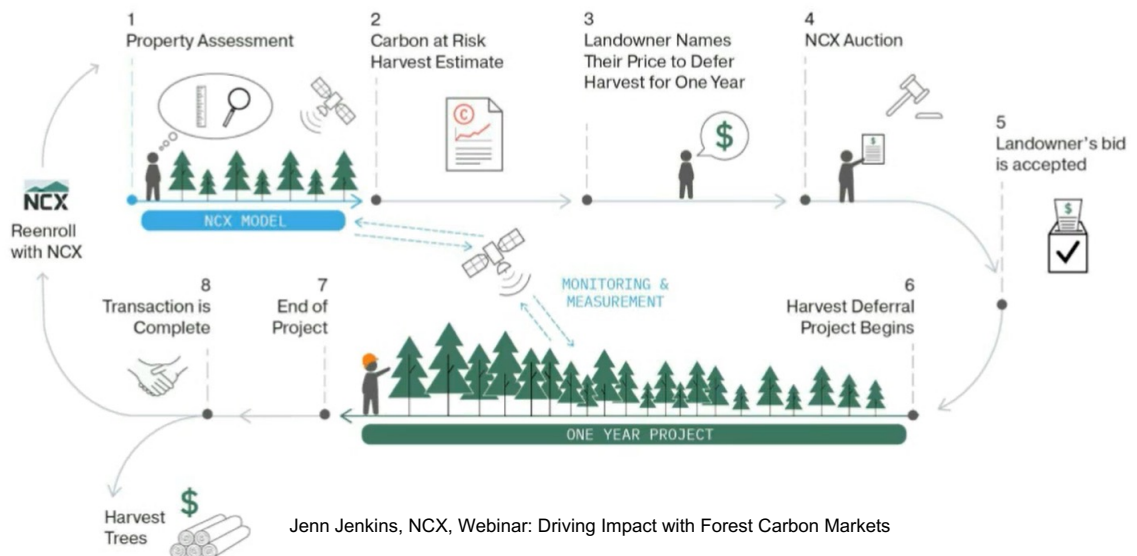 1
Property Assessment
2
Carbon at Risk
Harvest Estimate
3
Landowner Names
Their Price to Defer
Harvest for One Year
4
NCX Auction
5
Landowner's bid
is accepted
$
$
$
©
NCX
Reenroll
with NCX
NCX MODEL
MONITORING &
MEASUREMENT
8
Transaction is
Complete
7
End of
Project
6
Harvest Deferral
Project Begins
ONE YEAR PROJECT
Harvest
Trees
$
Jenn Jenkins, NCX, Webinar: Driving Impact with Forest Carbon Markets